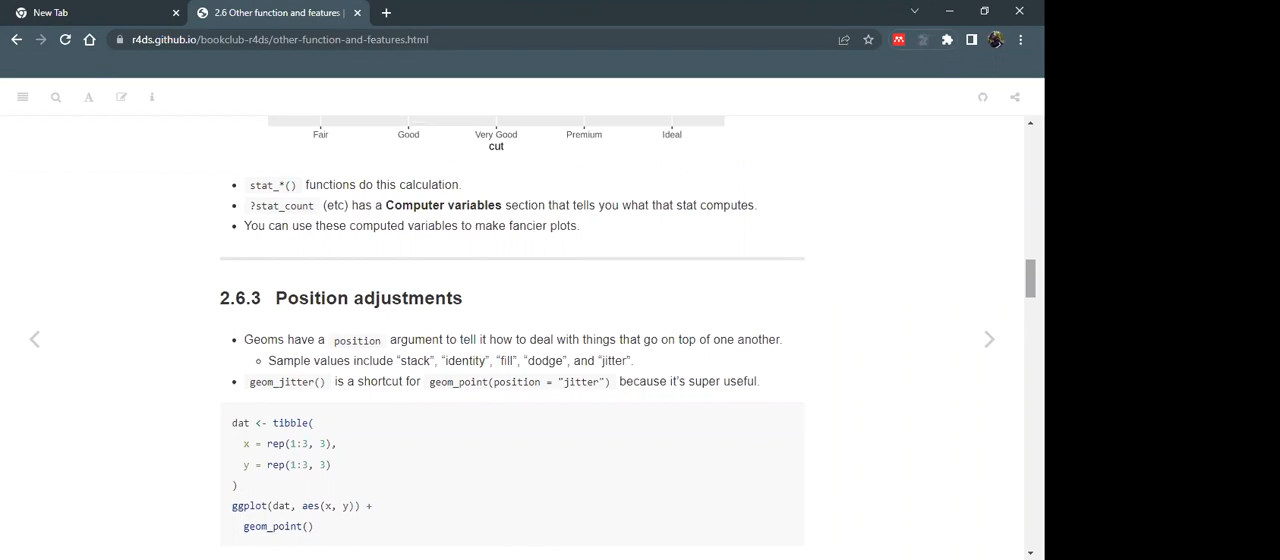 New Tab
2.6 Other function and features |
r4ds.github.io/bookclub-r4ds/other-function-and-features.html
Fair Good Very Good Premium Ideal
cut
stat_*() functions do this calculation.
?stat_count (etc) has a Computer variables section that tells you what that stat computes.
You can use these computed variables to make fancier plots.
2.6.3 Position adjustments
Geoms have a position argument to tell it how to deal with things that go on top of one another.
Sample values include “stack”, “identity”, “fill”, “dodge”, and “jitter”.
geom_jitter() is a shortcut for geom_point(position = "jitter") because it’s super useful.
dat <- tibble(
x = rep(1:3, 3),
y = rep(1:3, 3)
)
ggplot(dat, aes(x, y)) +
geom_point()